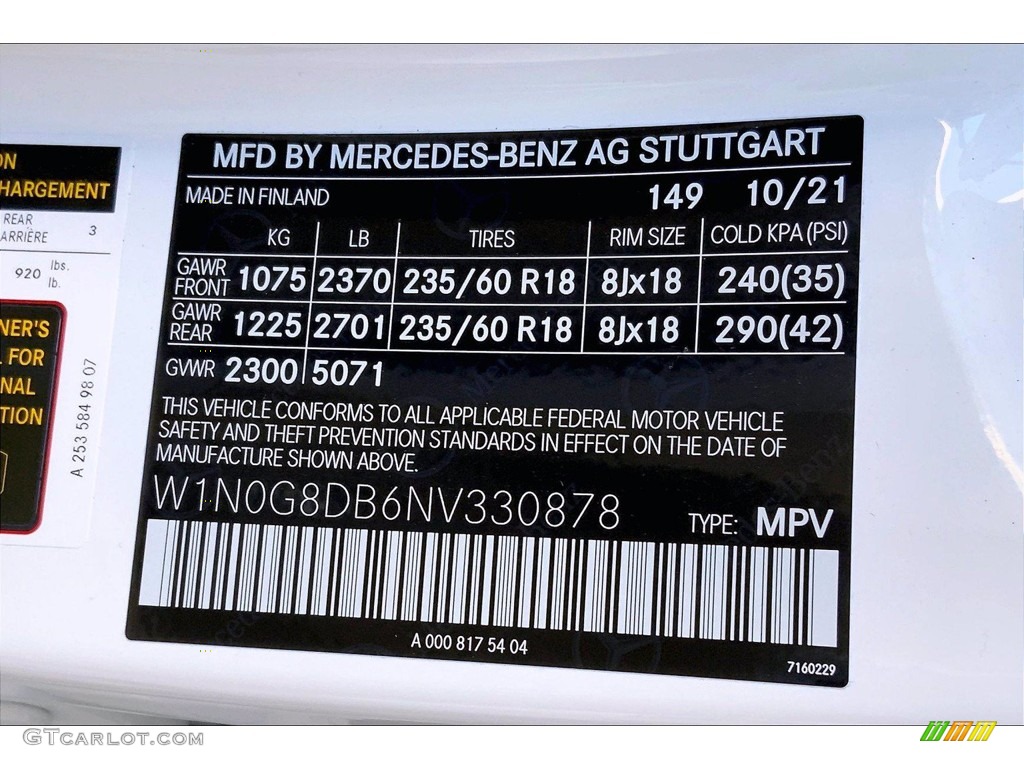 ON
CHARGEMENT
REAR
ARRIÈRE 3
920 lbs.
lb.
NER'S
L FOR
NAL
TION
A 253 584 98 07
MFD BY MERCEDES-BENZ AG STUTTGART
MADE IN FINLAND 149 10/21
KG LB TIRES RIM SIZE COLD KPA (PSI)
GAWR FRONT 1075 2370 235/60 R18 8Jx18 240(35)
GAWR REAR 1225 2701 235/60 R18 8Jx18 290(42)
GVWR 2300 5071
THIS VEHICLE CONFORMS TO ALL APPLICABLE FEDERAL MOTOR VEHICLE
SAFETY AND THEFT PREVENTION STANDARDS IN EFFECT ON THE DATE OF
MANUFACTURE SHOWN ABOVE.
W1N0G8DB6NV330878 TYPE: MPV
A 000 817 54 04
7160229
GTCARLOT.COM